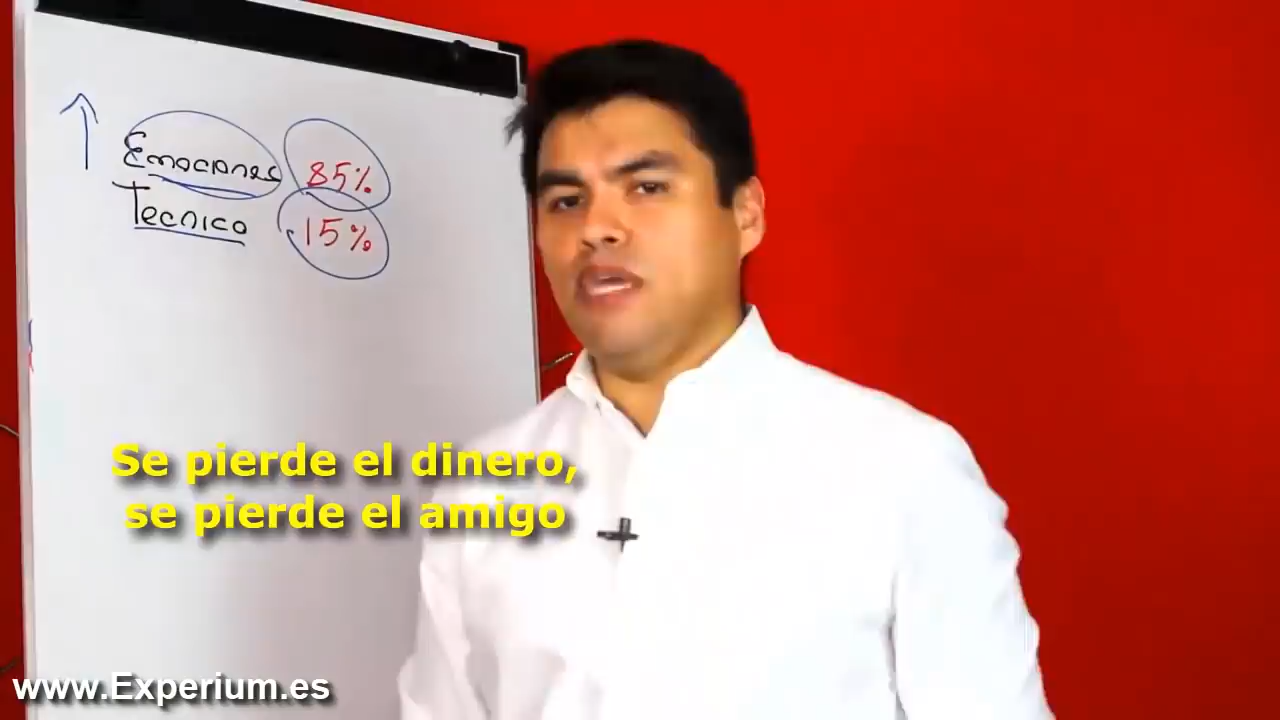 Emociones 85%
Tecnico 15%
Se pierde el dinero,
se pierde el amigo
www.Experium.es